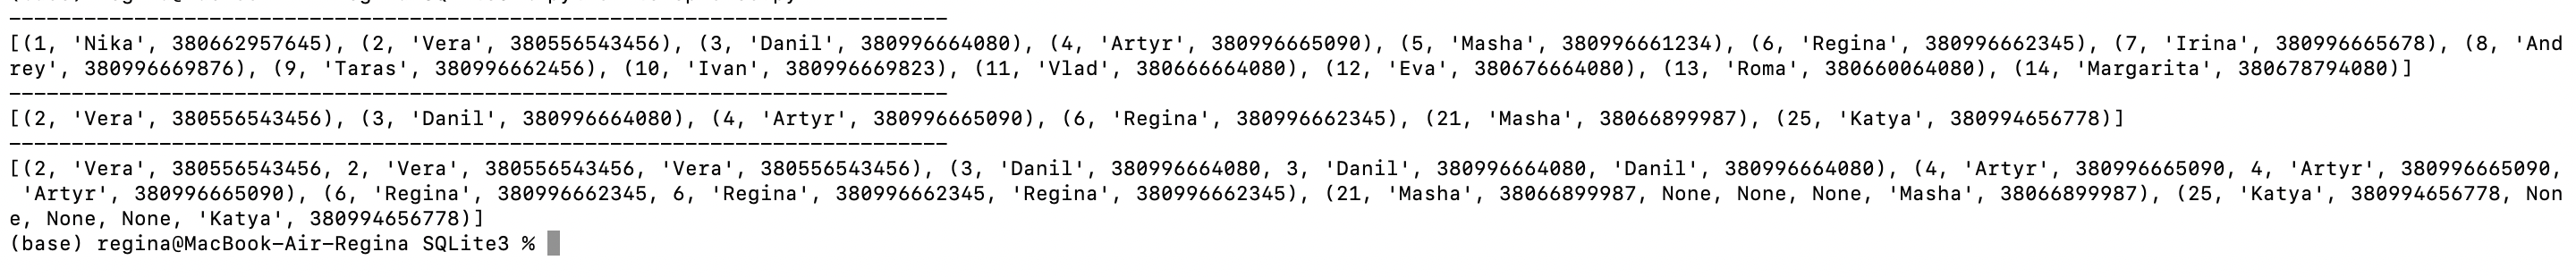 ---------------------------------------------------------------------------
[(1, 'Nika', 380662957645), (2, 'Vera', 380556543456), (3, 'Danil', 380996664080), (4, 'Artyr', 380996665090), (5, 'Masha', 380996661234), (6, 'Regina', 380996662345), (7, 'Irina', 380996665678), (8, 'And
rey', 380996669876), (9, 'Taras', 380996662456), (10, 'Ivan', 380996669823), (11, 'Vlad', 380666664080), (12, 'Eva', 380676664080), (13, 'Roma', 380660064080), (14, 'Margarita', 380678794080)]
---------------------------------------------------------------------------
[(2, 'Vera', 380556543456), (3, 'Danil', 380996664080), (4, 'Artyr', 380996665090), (6, 'Regina', 380996662345), (21, 'Masha', 38066899987), (25, 'Katya', 380994656778)]
---------------------------------------------------------------------------
[(2, 'Vera', 380556543456, 2, 'Vera', 380556543456, 'Vera', 380556543456), (3, 'Danil', 380996664080, 3, 'Danil', 380996664080, 'Danil', 380996664080), (4, 'Artyr', 380996665090, 4, 'Artyr', 380996665090,
 'Artyr', 380996665090), (6, 'Regina', 380996662345, 6, 'Regina', 380996662345, 'Regina', 380996662345), (21, 'Masha', 38066899987, None, None, None, 'Masha', 38066899987), (25, 'Katya', 380994656778, Non
e, None, None, 'Katya', 380994656778)]
(base) regina@MacBook-Air-Regina SQLite3 %